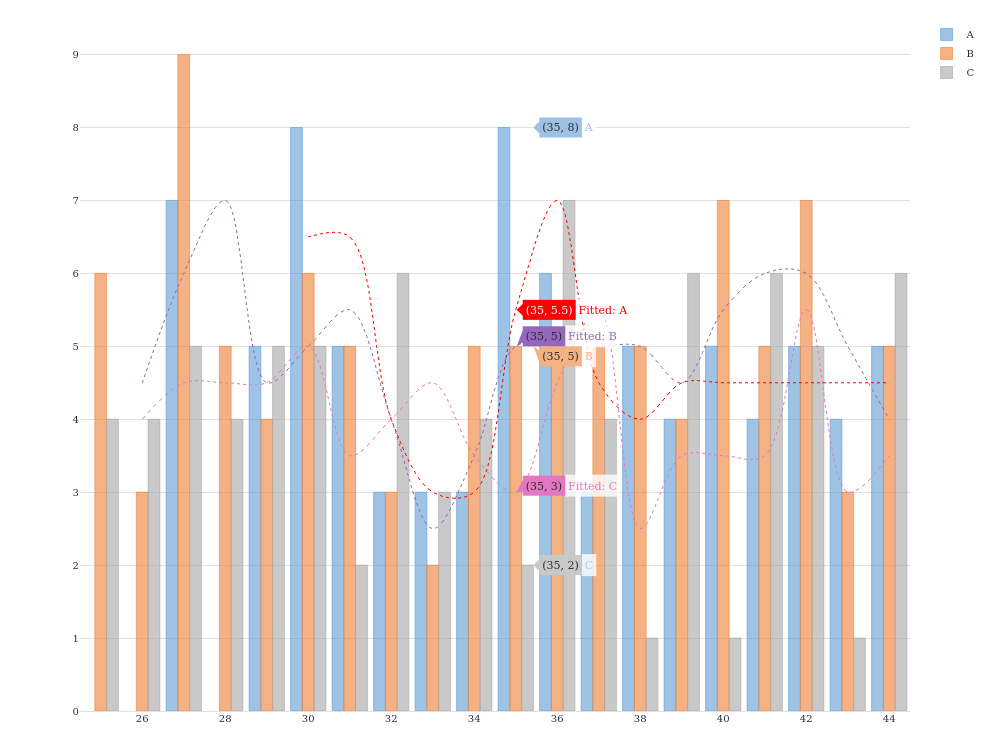 A
B
C
9
8
7
6
5
4
3
2
1
0
(35, 8) A
(35, 5.5) Fitted: A
(35, 5) Fitted: B
(35, 5) B
(35, 3) Fitted: C
(35, 2) C
26 28 30 32 34 36 38 40 42 44